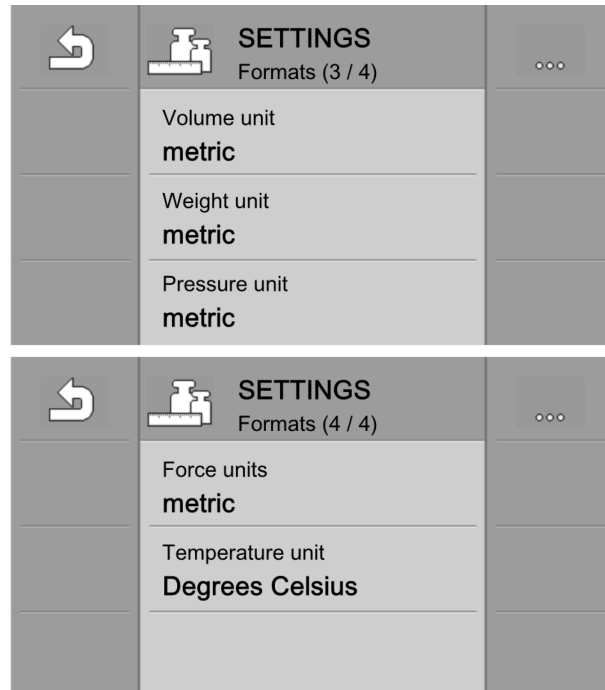 SETTINGS
Formats (3 / 4)
Volume unit
metric
Weight unit
metric
Pressure unit
metric
SETTINGS
Formats (4 / 4)
Force units
metric
Temperature unit
Degrees Celsius